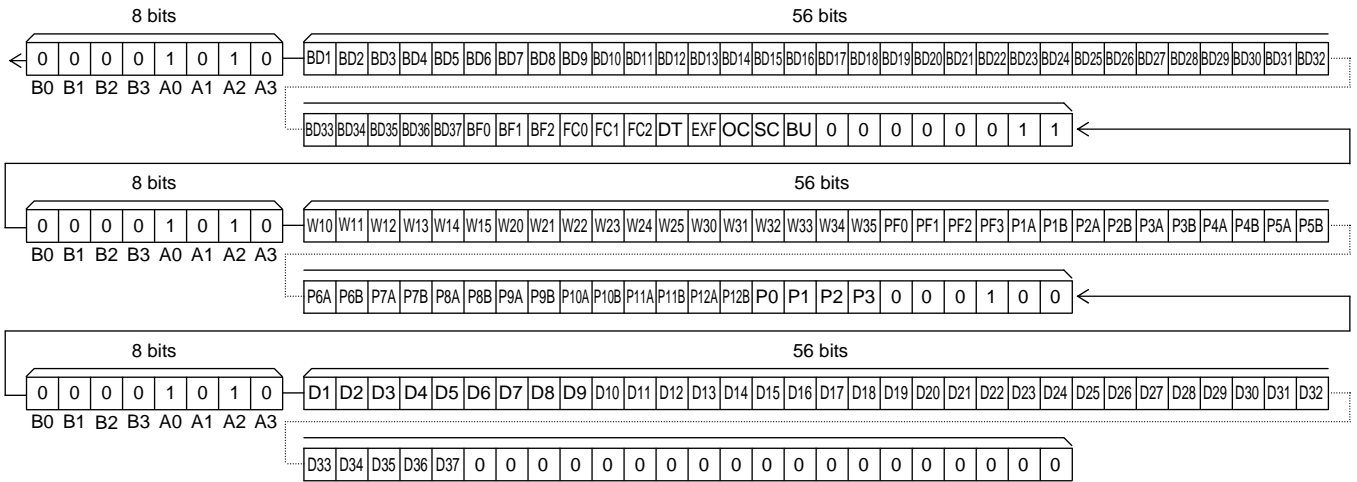 8 bits 56 bits
0 0 0 0 1 0 1 0 BD1 BD2 BD3 BD4 BD5 BD6 BD7 BD8 BD9 BD10 BD11 BD12 BD13 BD14 BD15 BD16 BD17 BD18 BD19 BD20 BD21 BD22 BD23 BD24 BD25 BD26 BD27 BD28 BD29 BD30 BD31 BD32
B0 B1 B2 B3 A0 A1 A2 A3
BD33 BD34 BD35 BD36 BD37 BF0 BF1 BF2 FC0 FC1 FC2 DT EXF OC SC BU 0 0 0 0 0 0 1 1
8 bits 56 bits
0 0 0 0 1 0 1 0 W10 W11 W12 W13 W14 W15 W20 W21 W22 W23 W24 W25 W30 W31 W32 W33 W34 W35 PF0 PF1 PF2 PF3 P1A P1B P2A P2B P3A P3B P4A P4B P5A P5B
B0 B1 B2 B3 A0 A1 A2 A3
P6A P6B P7A P7B P8A P8B P9A P9B P10A P10B P11A P11B P12A P12B P0 P1 P2 P3 0 0 0 1 0 0
8 bits 56 bits
0 0 0 0 1 0 1 0 D1 D2 D3 D4 D5 D6 D7 D8 D9 D10 D11 D12 D13 D14 D15 D16 D17 D18 D19 D20 D21 D22 D23 D24 D25 D26 D27 D28 D29 D30 D31 D32
B0 B1 B2 B3 A0 A1 A2 A3
D33 D34 D35 D36 D37 0 0 0 0 0 0 0 0 0 0 0 0 0 0 0 0 0 0 0